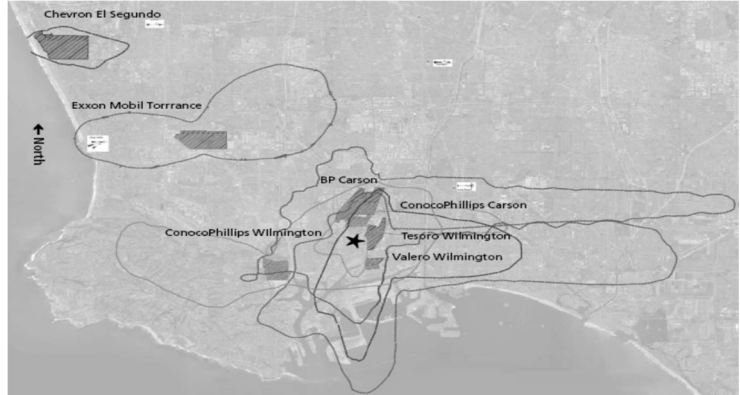 Chevron El Segundo
Exxon Mobil Torrrance
← North
BP Carson
ConocoPhillips Carson
ConocoPhillips Wilmington
Tesoro Wilmington
Valero Wilmington